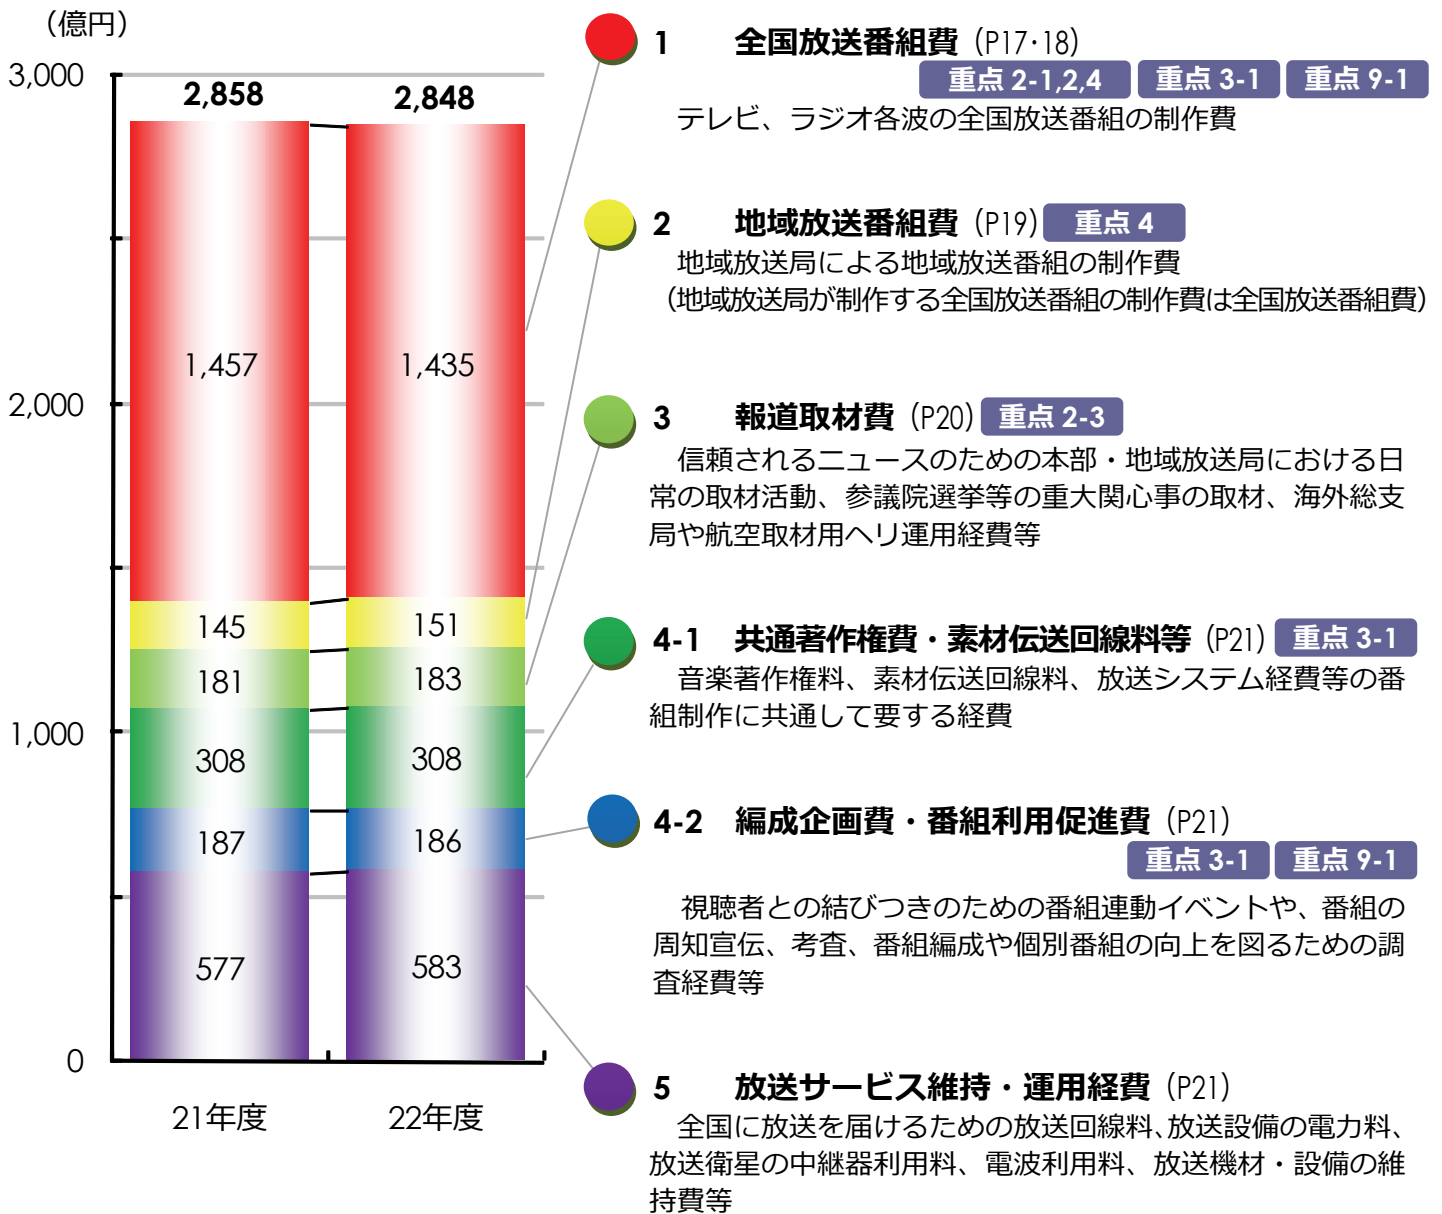 （億円）
3,000
2,000
1,000
0
2,858
2,848
1,457
1,435
145
151
181
183
308
308
187
186
577
583
21年度
22年度
1 全国放送番組費（P17･18）
重点 2-1,2,4 重点 3-1 重点 9-1
テレビ、ラジオ各波の全国放送番組の制作費
2 地域放送番組費（P19） 重点 4
地域放送局による地域放送番組の制作費
（地域放送局が制作する全国放送番組の制作費は全国放送番組費）
3 報道取材費（P20） 重点 2-3
信頼されるニュースのための本部・地域放送局における日
常の取材活動、参議院選挙等の重大関心事の取材、海外総支
局や航空取材用ヘリ運用経費等
4-1 共通著作権費・素材伝送回線料等（P21） 重点 3-1
音楽著作権料、素材伝送回線料、放送システム経費等の番
組制作に共通して要する経費
4-2 編成企画費・番組利用促進費（P21）
重点 3-1 重点 9-1
視聴者との結びつきのための番組連動イベントや、番組の
周知宣伝、考査、番組編成や個別番組の向上を図るための調
査経費等
5 放送サービス維持・運用経費（P21）
全国に放送を届けるための放送回線料、放送設備の電力料、
放送衛星の中継器利用料、電波利用料、放送機材・設備の維
持費等